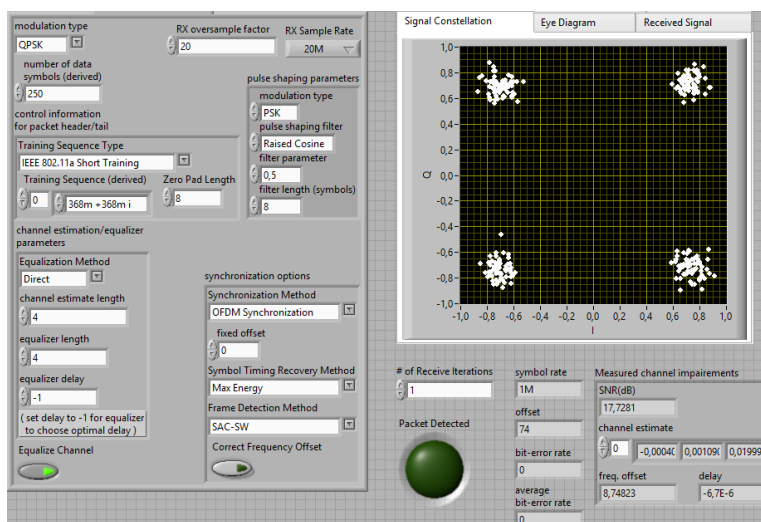 modulation type
QPSK
RX oversample factor
20
RX Sample Rate
20M
number of data
symbols (derived)
250
control information
for packet header/tail
Training Sequence Type
IEEE 802.11a Short Training
Training Sequence (derived)
0
368m +368m i
Zero Pad Length
8
pulse shaping parameters
modulation type
PSK
pulse shaping filter
Raised Cosine
filter parameter
0,5
filter length (symbols)
8
channel estimation/equalizer
parameters
Equalization Method
Direct
channel estimate length
4
equalizer length
4
equalizer delay
-1
( set delay to -1 for equalizer
to choose optimal delay )
Equalize Channel
synchronization options
Synchronization Method
OFDM Synchronization
fixed offset
0
Symbol Timing Recovery Method
Max Energy
Frame Detection Method
SAC-SW
Correct Frequency Offset
Signal Constellation
Eye Diagram
Received Signal
1,0
0,8
0,6
0,4
0,2
0,0
-0,2
-0,4
-0,6
-0,8
-1,0
Q
-1,0 -0,8 -0,6 -0,4 -0,2 0,0 0,2 0,4 0,6 0,8 1,0
I
# of Receive Iterations
1
Packet Detected
symbol rate
1M
offset
74
bit-error rate
0
average
bit-error rate
0
Measured channel impairements
SNR(dB)
17,7281
channel estimate
0
0,01999
freq. offset
8,74823
delay
-6,7E-6